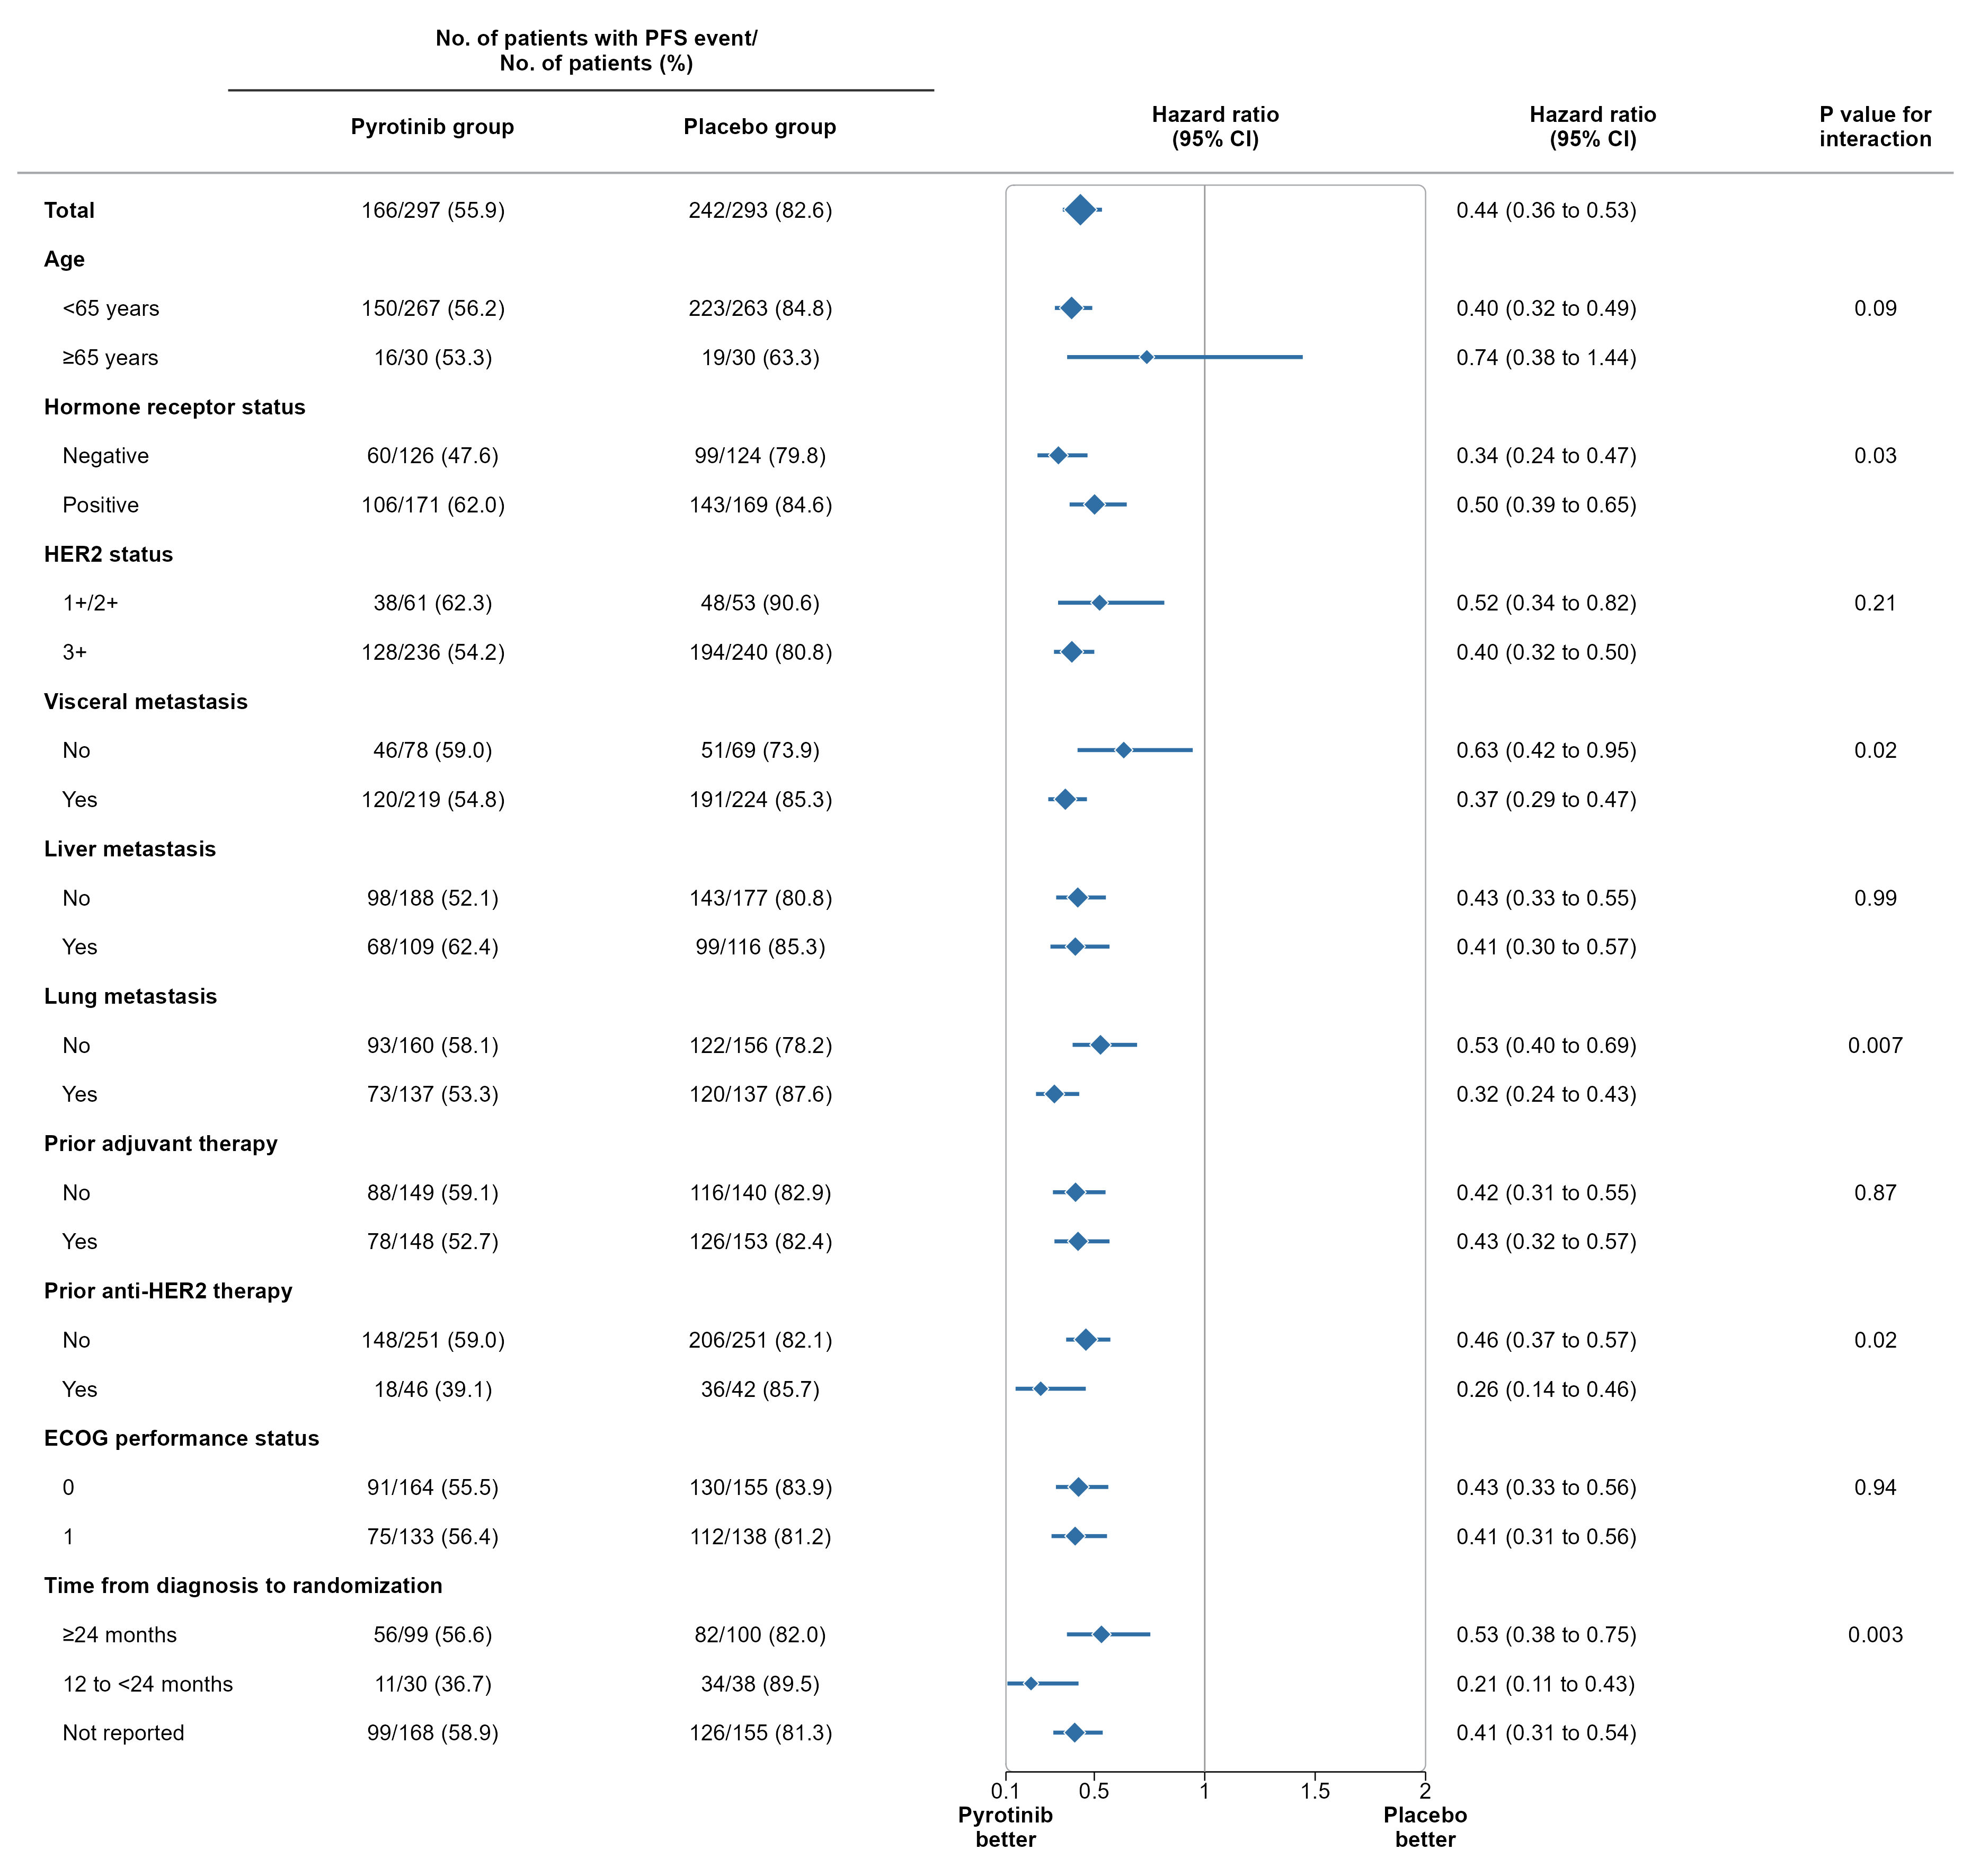 No. of patients with PFS event/
No. of patients (%)
Pyrotinib group Placebo group Hazard ratio (95% CI) Hazard ratio (95% CI) P value for interaction
Total 166/297 (55.9) 242/293 (82.6) 0.44 (0.36 to 0.53)
Age
<65 years 150/267 (56.2) 223/263 (84.8) 0.40 (0.32 to 0.49) 0.09
≥65 years 16/30 (53.3) 19/30 (63.3) 0.74 (0.38 to 1.44)
Hormone receptor status
Negative 60/126 (47.6) 99/124 (79.8) 0.34 (0.24 to 0.47) 0.03
Positive 106/171 (62.0) 143/169 (84.6) 0.50 (0.39 to 0.65)
HER2 status
1+/2+ 38/61 (62.3) 48/53 (90.6) 0.52 (0.34 to 0.82) 0.21
3+ 128/236 (54.2) 194/240 (80.8) 0.40 (0.32 to 0.50)
Visceral metastasis
No 46/78 (59.0) 51/69 (73.9) 0.63 (0.42 to 0.95) 0.02
Yes 120/219 (54.8) 191/224 (85.3) 0.37 (0.29 to 0.47)
Liver metastasis
No 98/188 (52.1) 143/177 (80.8) 0.43 (0.33 to 0.55) 0.99
Yes 68/109 (62.4) 99/116 (85.3) 0.41 (0.30 to 0.57)
Lung metastasis
No 93/160 (58.1) 122/156 (78.2) 0.53 (0.40 to 0.69) 0.007
Yes 73/137 (53.3) 120/137 (87.6) 0.32 (0.24 to 0.43)
Prior adjuvant therapy
No 88/149 (59.1) 116/140 (82.9) 0.42 (0.31 to 0.55) 0.87
Yes 78/148 (52.7) 126/153 (82.4) 0.43 (0.32 to 0.57)
Prior anti-HER2 therapy
No 148/251 (59.0) 206/251 (82.1) 0.46 (0.37 to 0.57) 0.02
Yes 18/46 (39.1) 36/42 (85.7) 0.26 (0.14 to 0.46)
ECOG performance status
0 91/164 (55.5) 130/155 (83.9) 0.43 (0.33 to 0.56) 0.94
1 75/133 (56.4) 112/138 (81.2) 0.41 (0.31 to 0.56)
Time from diagnosis to randomization
≥24 months 56/99 (56.6) 82/100 (82.0) 0.53 (0.38 to 0.75) 0.003
12 to <24 months 11/30 (36.7) 34/38 (89.5) 0.21 (0.11 to 0.43)
Not reported 99/168 (58.9) 126/155 (81.3) 0.41 (0.31 to 0.54)
0.1 0.5 1 1.5 2
Pyrotinib better Placebo better